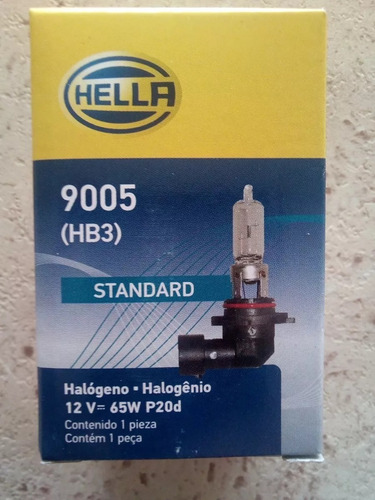 HELLA
9005
(HB3)
STANDARD
Halógeno • Halogênio
12 V= 65W P20d
Contenido 1 pieza
Contém 1 peça